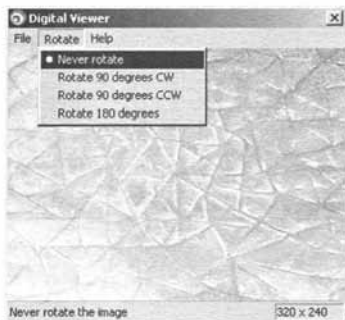 Digital Viewer
File Rotate Help
Never rotate
Rotate 90 degrees CW
Rotate 90 degrees CCW
Rotate 180 degrees
Never rotate the image 320 x 240